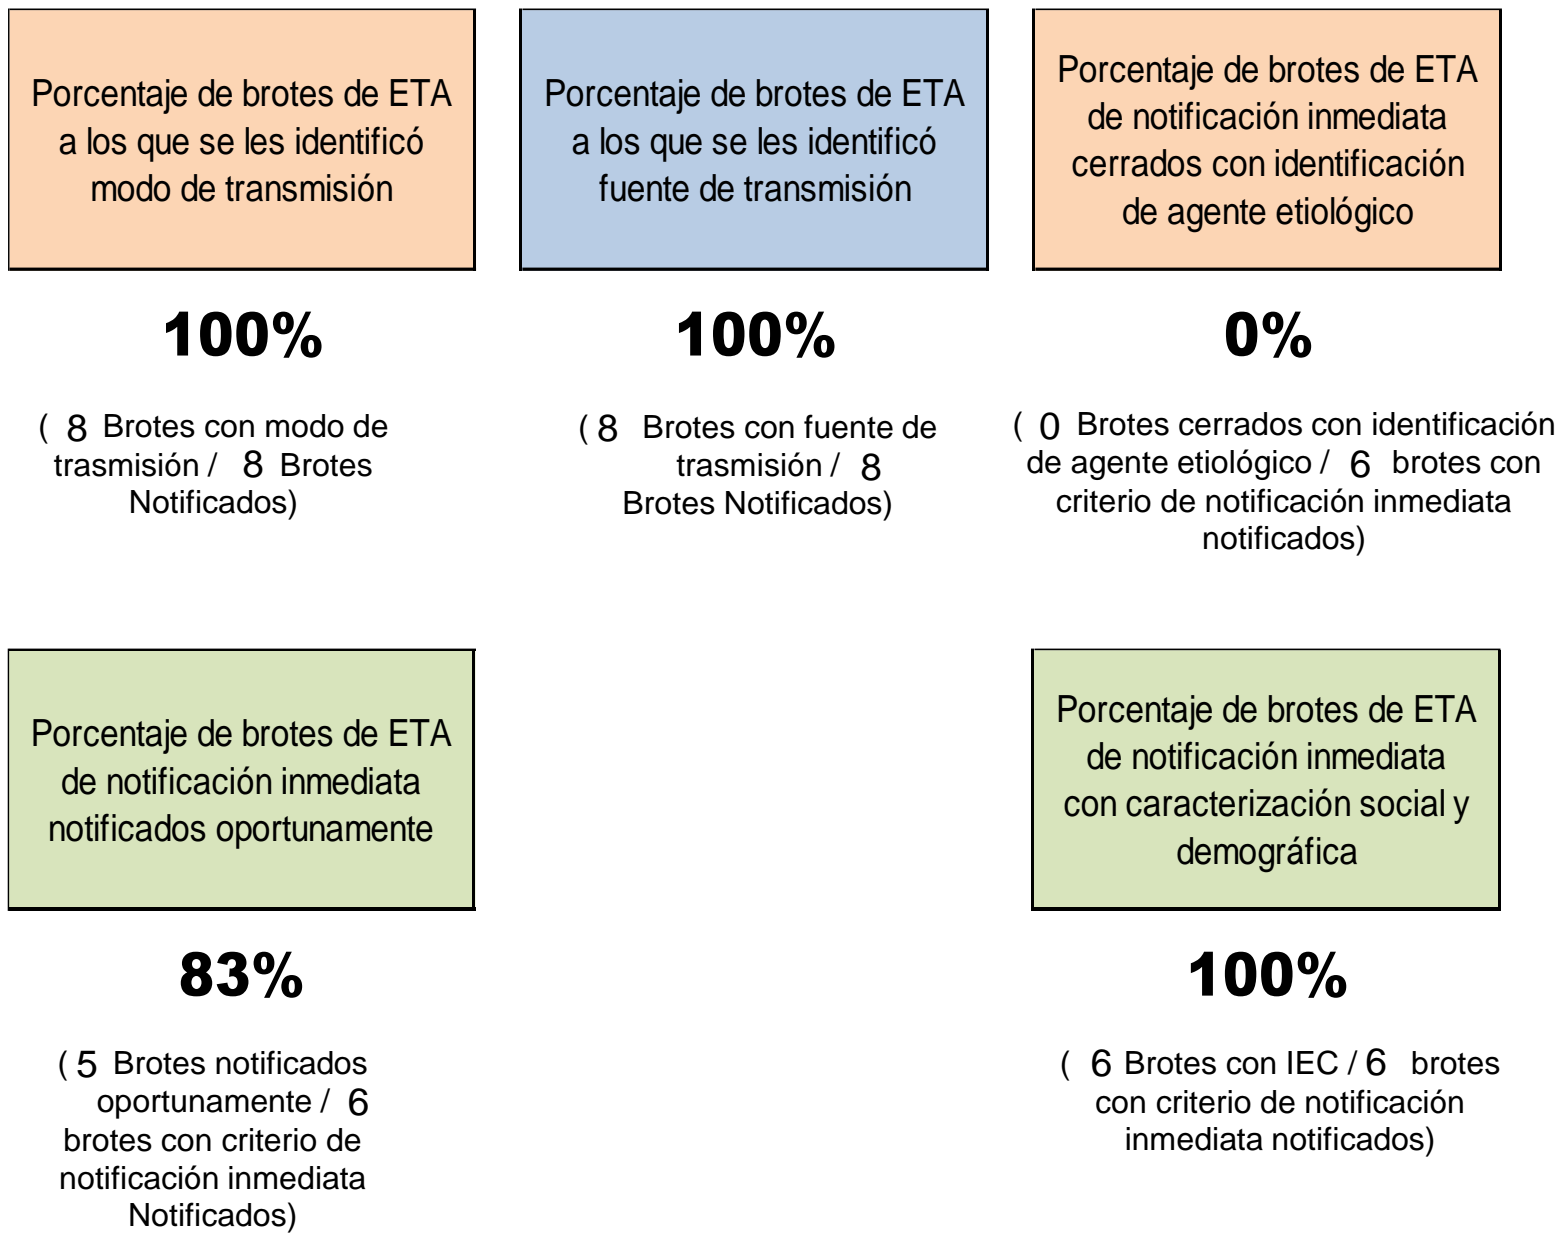 Porcentaje de brotes de ETA
a los que se les identificó
modo de transmisión
100%
( 8 Brotes con modo de
trasmisión / 8 Brotes
Notificados)
Porcentaje de brotes de ETA
a los que se les identificó
fuente de transmisión
100%
( 8 Brotes con fuente de
trasmisión / 8
Brotes Notificados)
Porcentaje de brotes de ETA
de notificación inmediata
cerrados con identificación
de agente etiológico
0%
( 0 Brotes cerrados con identificación
de agente etiológico / 6 brotes con
criterio de notificación inmediata
notificados)
Porcentaje de brotes de ETA
de notificación inmediata
notificados oportunamente
83%
( 5 Brotes notificados
oportunamente / 6
brotes con criterio de
notificación inmediata
Notificados)
Porcentaje de brotes de ETA
de notificación inmediata
con caracterización social y
demográfica
100%
( 6 Brotes con IEC / 6 brotes
con criterio de notificación
inmediata notificados)